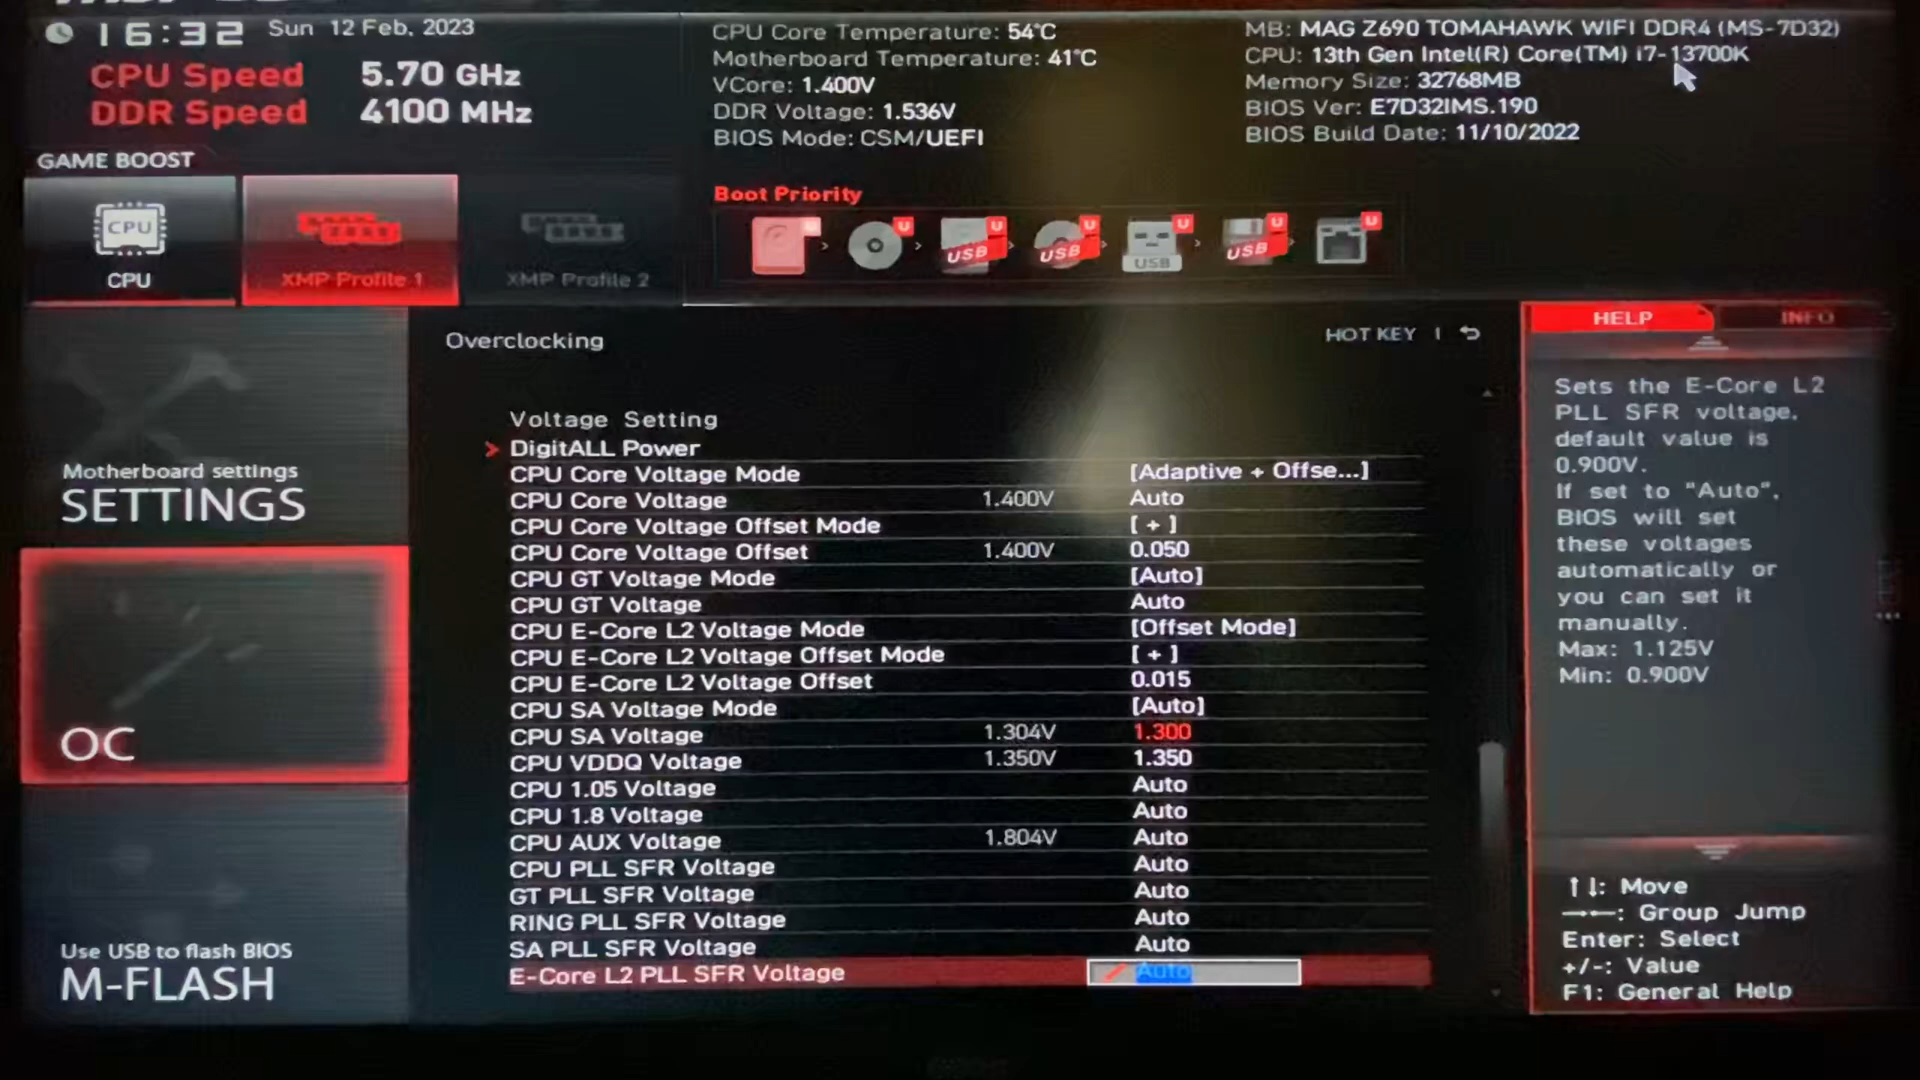 16:32 Sun 12 Feb, 2023
CPU Speed 5.70 GHz
DDR Speed 4100 MHz
CPU Core Temperature: 54°C
Motherboard Temperature: 41°C
VCore: 1.400V
DDR Voltage: 1.536V
BIOS Mode: CSM/UEFI
MB: MAG Z690 TOMAHAWK WIFI DDR4 (MS-7D32)
CPU: 13th Gen Intel(R) Core(TM) i7-13700K
Memory Size: 32768MB
BIOS Ver: E7D32IMS.190
BIOS Build Date: 11/10/2022
GAME BOOST
CPU
CPU
XMP Profile 1
XMP Profile 2
Boot Priority
U
U
USB
U
USB
U
USB
U
USB
U
Motherboard settings
SETTINGS
OC
Use USB to flash BIOS
M-FLASH
Overclocking
HOT KEY
Voltage Setting
> DigitALL Power
CPU Core Voltage Mode [Adaptive + Offse...]
CPU Core Voltage 1.400V Auto
CPU Core Voltage Offset Mode [ + ]
CPU Core Voltage Offset 1.400V 0.050
CPU GT Voltage Mode [Auto]
CPU GT Voltage Auto
CPU E-Core L2 Voltage Mode [Offset Mode]
CPU E-Core L2 Voltage Offset Mode [ + ]
CPU E-Core L2 Voltage Offset 0.015
CPU SA Voltage Mode [Auto]
CPU SA Voltage 1.304V 1.300
CPU VDDQ Voltage 1.350V 1.350
CPU 1.05 Voltage Auto
CPU 1.8 Voltage Auto
CPU AUX Voltage 1.804V Auto
CPU PLL SFR Voltage Auto
GT PLL SFR Voltage Auto
RING PLL SFR Voltage Auto
SA PLL SFR Voltage Auto
E-Core L2 PLL SFR Voltage Auto
HELP
INFO
Sets the E-Core L2
PLL SFR voltage,
default value is
0.900V.
If set to "Auto",
BIOS will set
these voltages
automatically or
you can set it
manually.
Max: 1.125V
Min: 0.900V
↑↓: Move
→←: Group Jump
Enter: Select
+/-: Value
F1: General Help